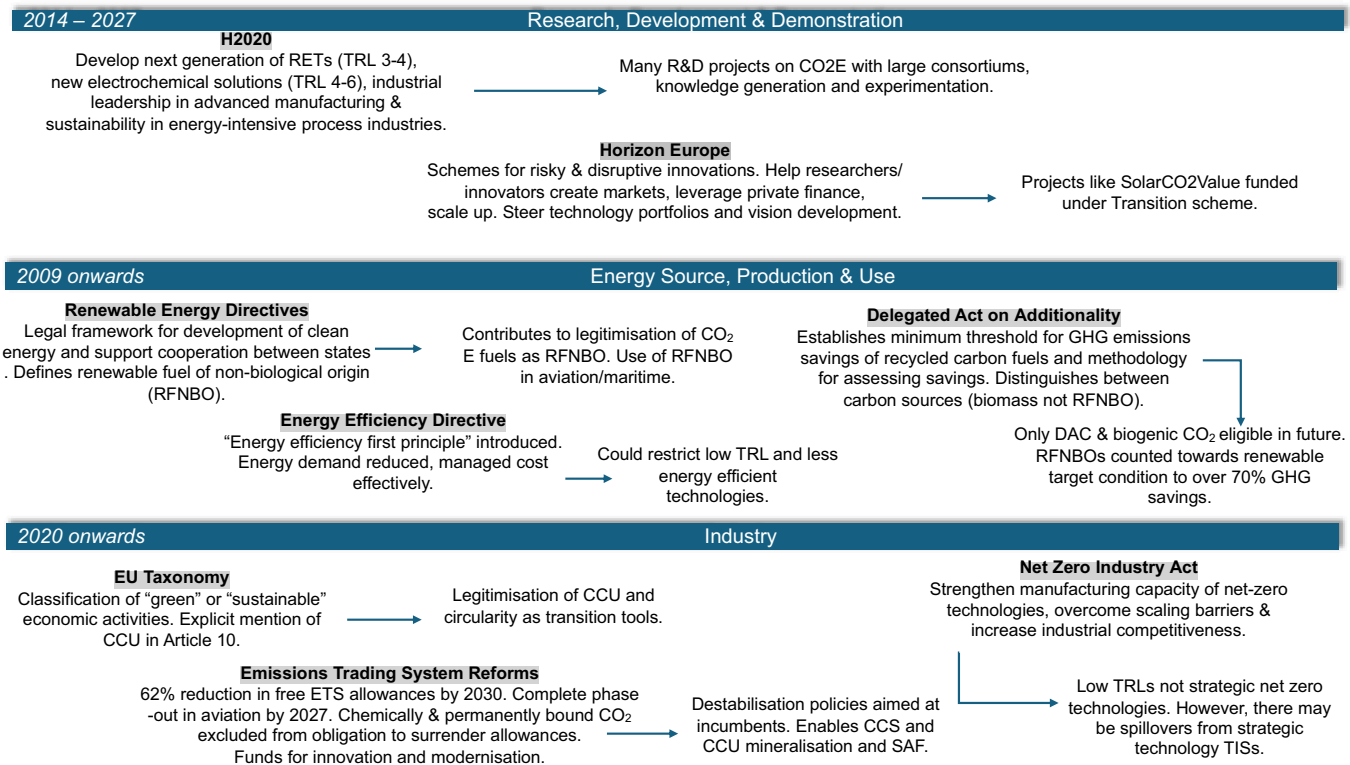 2014 – 2027
Research, Development & Demonstration
H2020
Develop next generation of RETs (TRL 3-4),
new electrochemical solutions (TRL 4-6), industrial
leadership in advanced manufacturing &
sustainability in energy-intensive process industries.
Many R&D projects on CO2E with large consortiums,
knowledge generation and experimentation.
Horizon Europe
Schemes for risky & disruptive innovations. Help researchers/
innovators create markets, leverage private finance,
scale up. Steer technology portfolios and vision development.
Projects like SolarCO2Value funded
under Transition scheme.
2009 onwards
Energy Source, Production & Use
Renewable Energy Directives
Legal framework for development of clean
energy and support cooperation between states
. Defines renewable fuel of non-biological origin
(RFNBO).
Contributes to legitimisation of CO₂
E fuels as RFNBO. Use of RFNBO
in aviation/maritime.
Delegated Act on Additionality
Establishes minimum threshold for GHG emissions
savings of recycled carbon fuels and methodology
for assessing savings. Distinguishes between
carbon sources (biomass not RFNBO).
Energy Efficiency Directive
“Energy efficiency first principle” introduced.
Energy demand reduced, managed cost
effectively.
Could restrict low TRL and less
energy efficient
technologies.
Only DAC & biogenic CO₂ eligible in future.
RFNBOs counted towards renewable
target condition to over 70% GHG
savings.
2020 onwards
Industry
EU Taxonomy
Classification of “green” or “sustainable”
economic activities. Explicit mention of
CCU in Article 10.
Legitimisation of CCU and
circularity as transition tools.
Net Zero Industry Act
Strengthen manufacturing capacity of net-zero
technologies, overcome scaling barriers &
increase industrial competitiveness.
Emissions Trading System Reforms
62% reduction in free ETS allowances by 2030. Complete phase
-out in aviation by 2027. Chemically & permanently bound CO₂
excluded from obligation to surrender allowances.
Funds for innovation and modernisation.
Destabilisation policies aimed at
incumbents. Enables CCS and
CCU mineralisation and SAF.
Low TRLs not strategic net zero
technologies. However, there may
be spillovers from strategic
technology TISs.